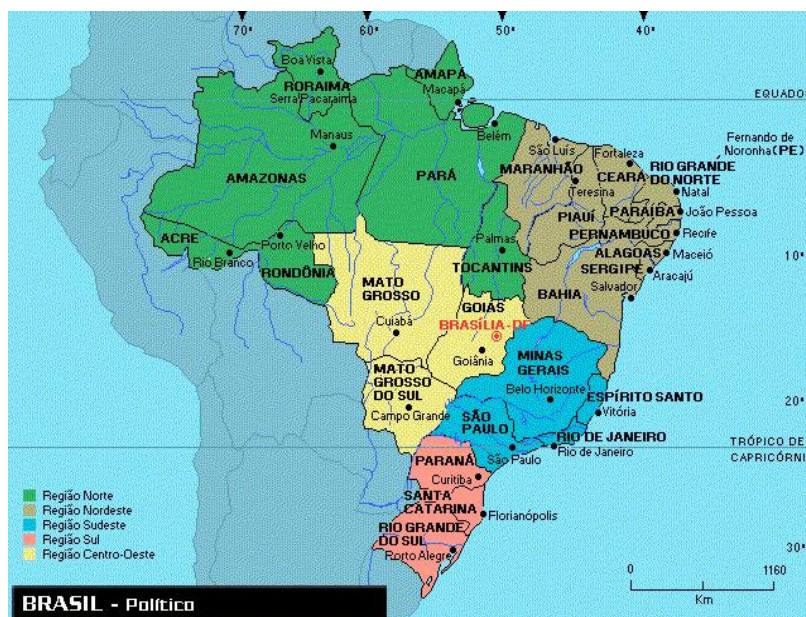 70° 60° 50° 40°
Boa Vista
RORAIMA
Serra Pacaraima
AMAPÁ
Macapá
EQUADO
Manaus
Belém
São Luís
Fortaleza
Fernando de
Noronha(PE)
AMAZONAS
PARÁ
MARANHÃO
Teresina
CEARÁ
RIO GRANDE
DO NORTE
Natal
PIAUÍ
PARAÍBA
João Pessoa
PERNAMBUCO
Recife
ACRE
Rio Branco
Porto Velho
RONDÔNIA
Palmas
TOCANTINS
ALAGOAS
Maceió
SERGIPE
Aracajú
10°
MATO
GROSSO
Cuiabá
GOIÁS
BRASÍLIA-DF
Goiânia
BAHIA
Salvador
MINAS
GERAIS
Belo Horizonte
MATO
GROSSO
DO SUL
Campo Grande
ESPÍRITO SANTO
Vitória
20°
SÃO
PAULO
São Paulo
RIO DE JANEIRO
Rio de Janeiro
TRÓPICO DE
CAPRICÓRNI
PARANÁ
Curitiba
SANTA
CATARINA
Florianópolis
RIO GRANDE
DO SUL
Porto Alegre
30°
Região Norte
Região Nordeste
Região Sudeste
Região Sul
Região Centro-Oeste
0 1160
Km
BRASIL - Político